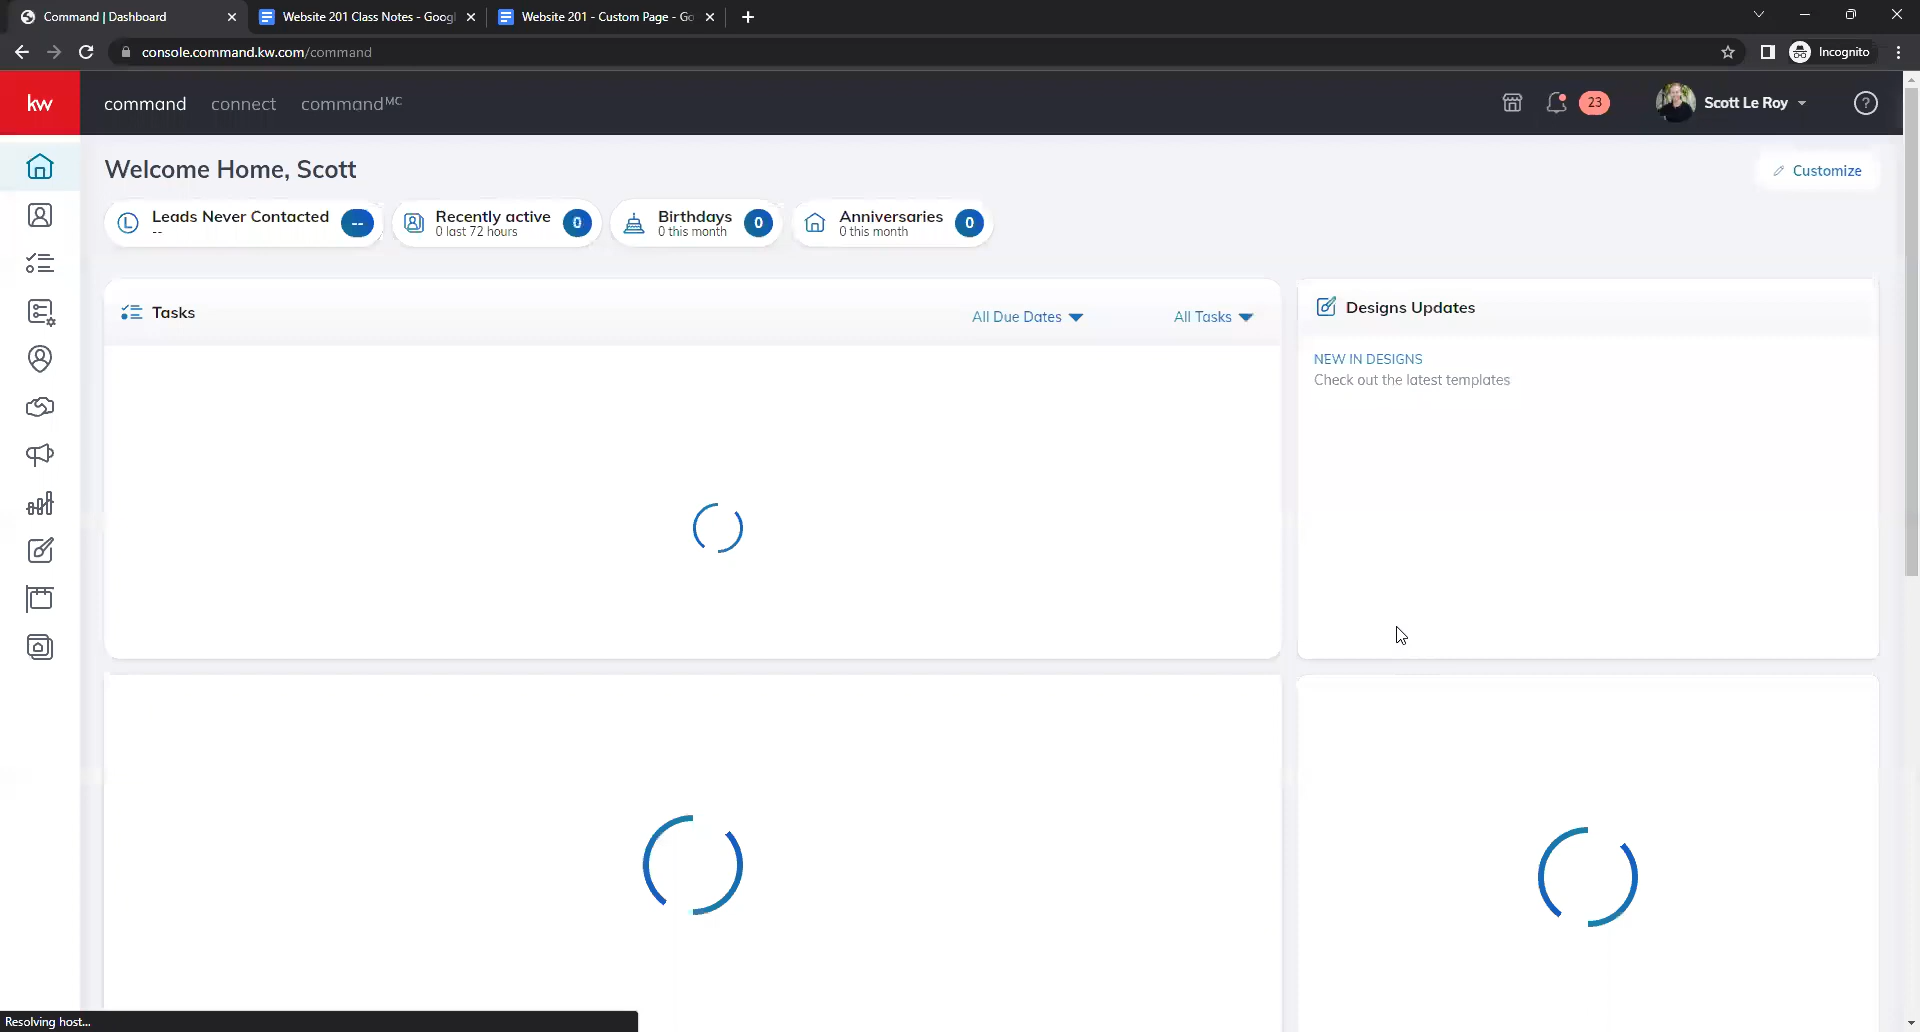 Command | Dashboard
Website 201 Class Notes - Googl
Website 201 - Custom Page - Go
console.command.kw.com/command
Incognito
kw
command connect commandMC
23
Scott Le Roy
?
Welcome Home, Scott
Customize
L
Leads Never Contacted
--
--
Recently active
0 last 72 hours
0
Birthdays
0 this month
0
Anniversaries
0 this month
0
Tasks
All Due Dates
All Tasks
Designs Updates
NEW IN DESIGNS
Check out the latest templates
Resolving host...